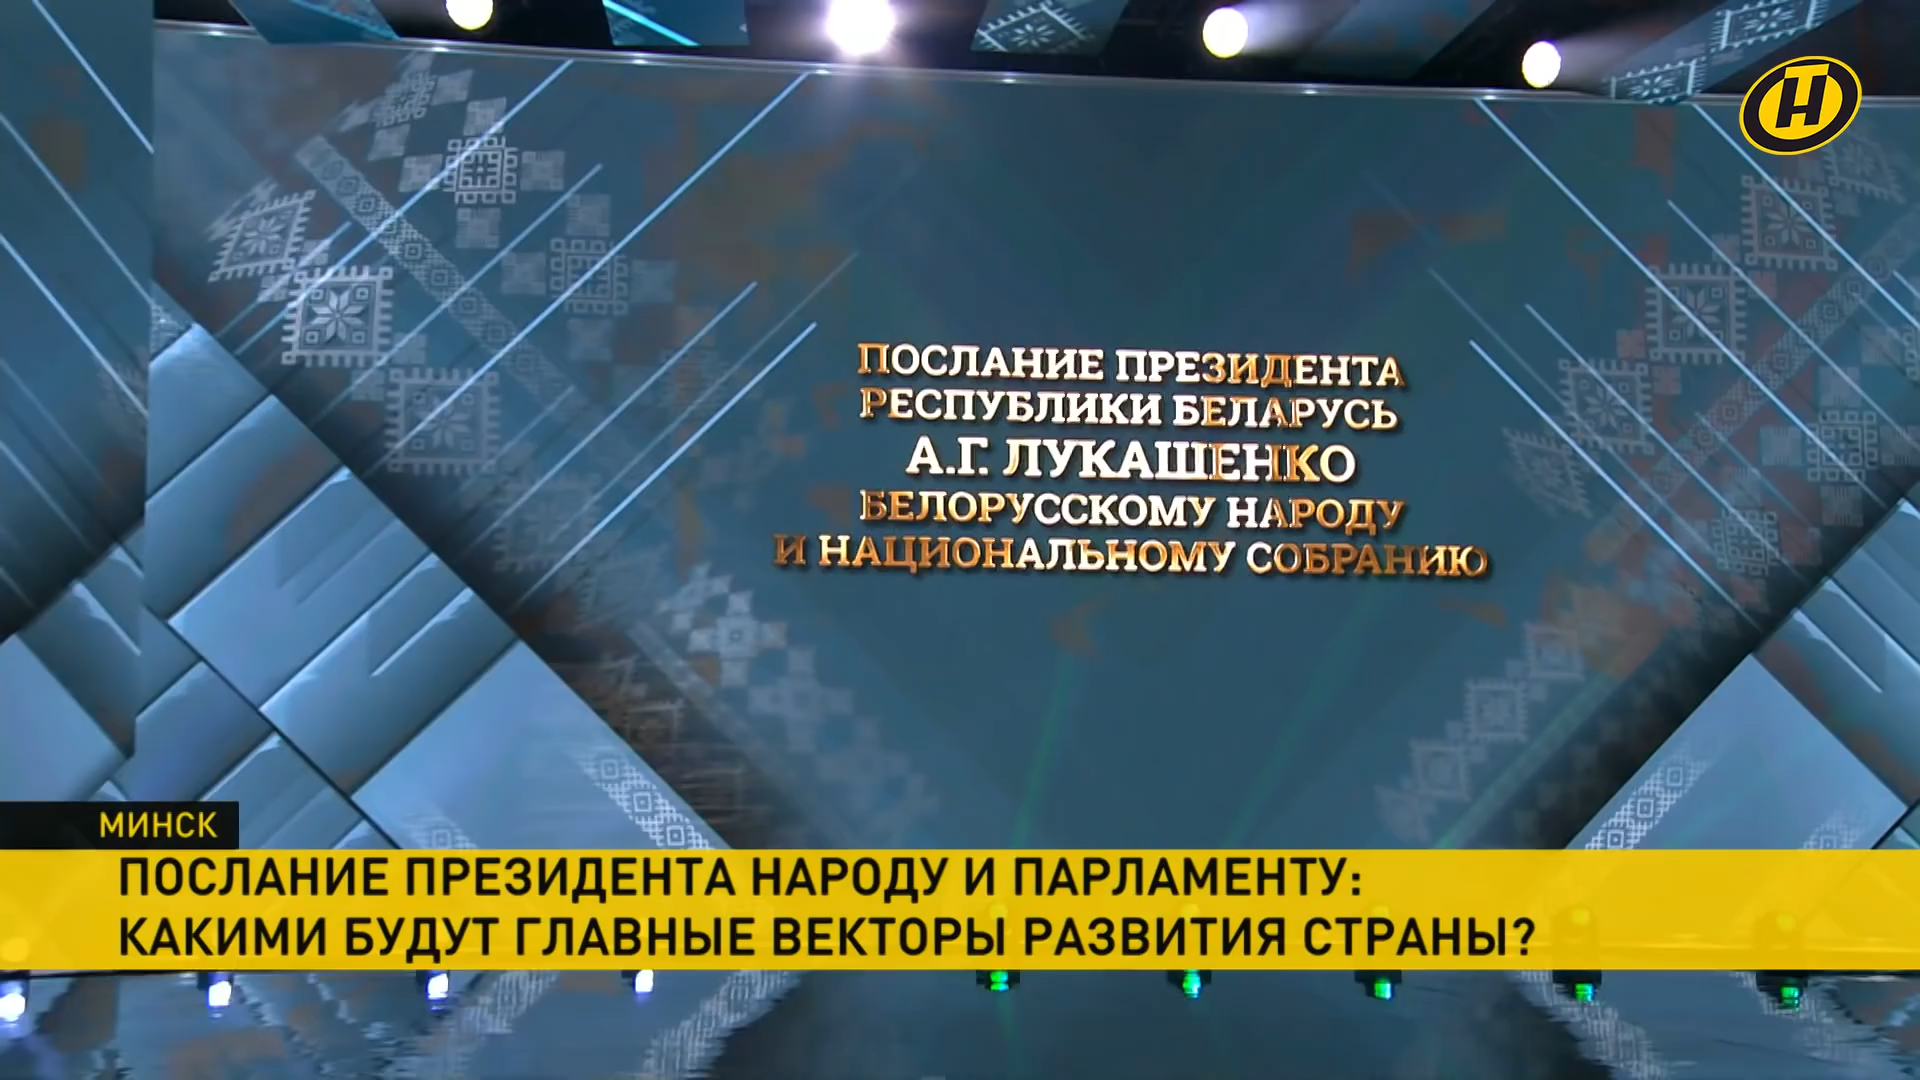 ОНТ
ПОСЛАНИЕ ПРЕЗИДЕНТА
РЕСПУБЛИКИ БЕЛАРУСЬ
А.Г. ЛУКАШЕНКО
БЕЛОРУССКОМУ НАРОДУ
И НАЦИОНАЛЬНОМУ СОБРАНИЮ
МИНСК
ПОСЛАНИЕ ПРЕЗИДЕНТА НАРОДУ И ПАРЛАМЕНТУ:
КАКИМИ БУДУТ ГЛАВНЫЕ ВЕКТОРЫ РАЗВИТИЯ СТРАНЫ?